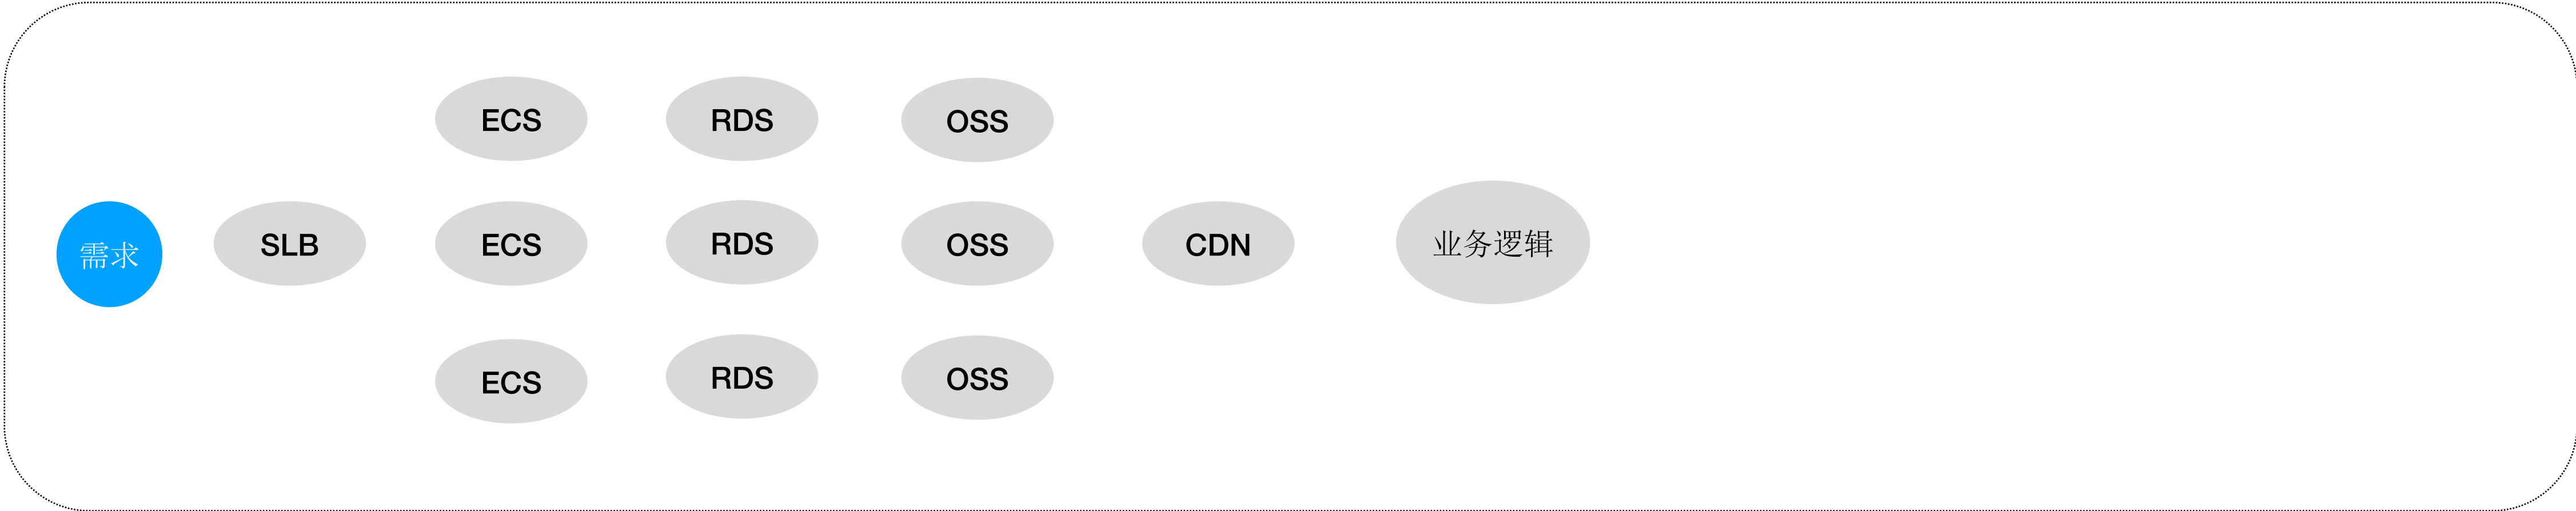 需求
SLB
ECS
RDS
OSS
ECS
RDS
OSS
CDN
业务逻辑
ECS
RDS
OSS